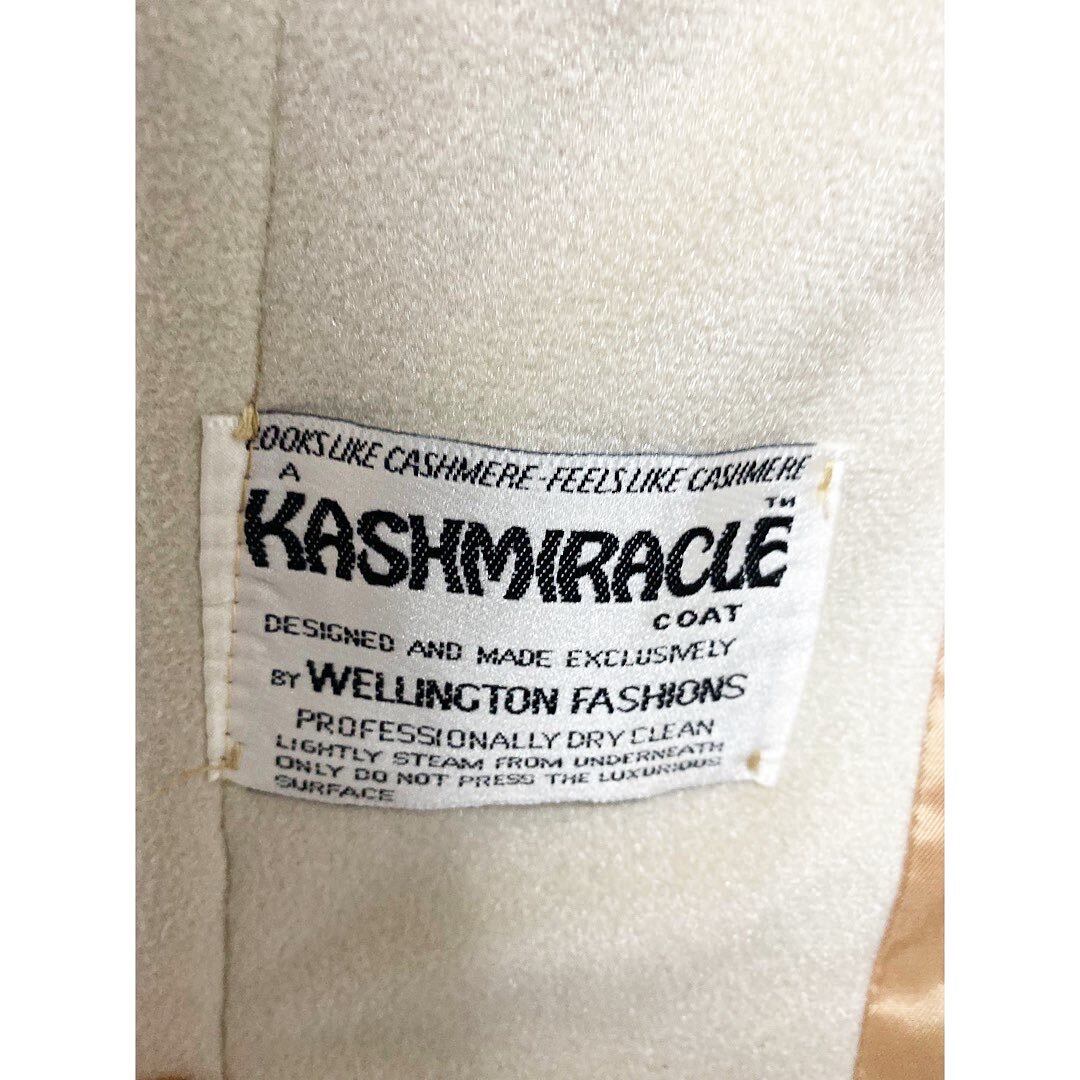 LOOKS LIKE CASHMERE-FEELS LIKE CASHMERE
A
KASHMIRACLE™
COAT
DESIGNED AND MADE EXCLUSIVELY
BY WELLINGTON FASHIONS
PROFESSIONALLY DRY CLEAN
LIGHTLY STEAM FROM UNDERNEATH
ONLY DO NOT PRESS THE LUXURIOUS
SURFACE